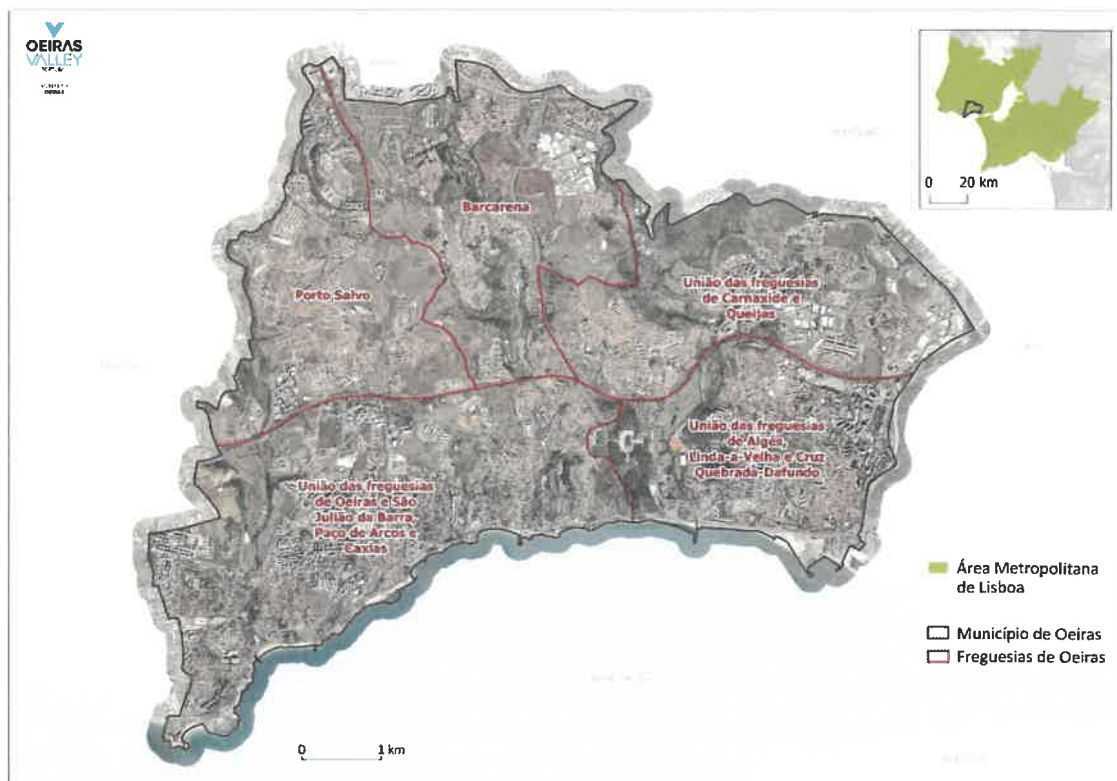 OEIRAS
VALLEY
0 20 km
Barcarena
Porto Salvo
União das freguesias
de Carnaxide e
Queijas
União das freguesias
de Algés,
Linda-a-Velha e Cruz
Quebrada-Dafundo
União das freguesias
de Oeiras e São
Julião da Barra,
Paço de Arcos e
Caxias
Área Metropolitana
de Lisboa
Município de Oeiras
Freguesias de Oeiras
0 1 km